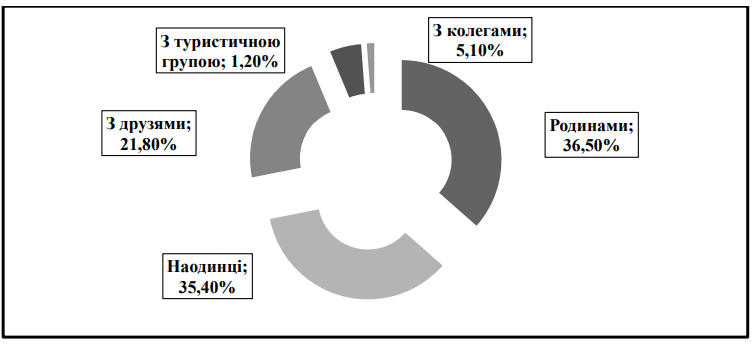 З туристичною
групою; 1,20%
З колегами;
5,10%
З друзями;
21,80%
Родинами;
36,50%
Наодинці;
35,40%